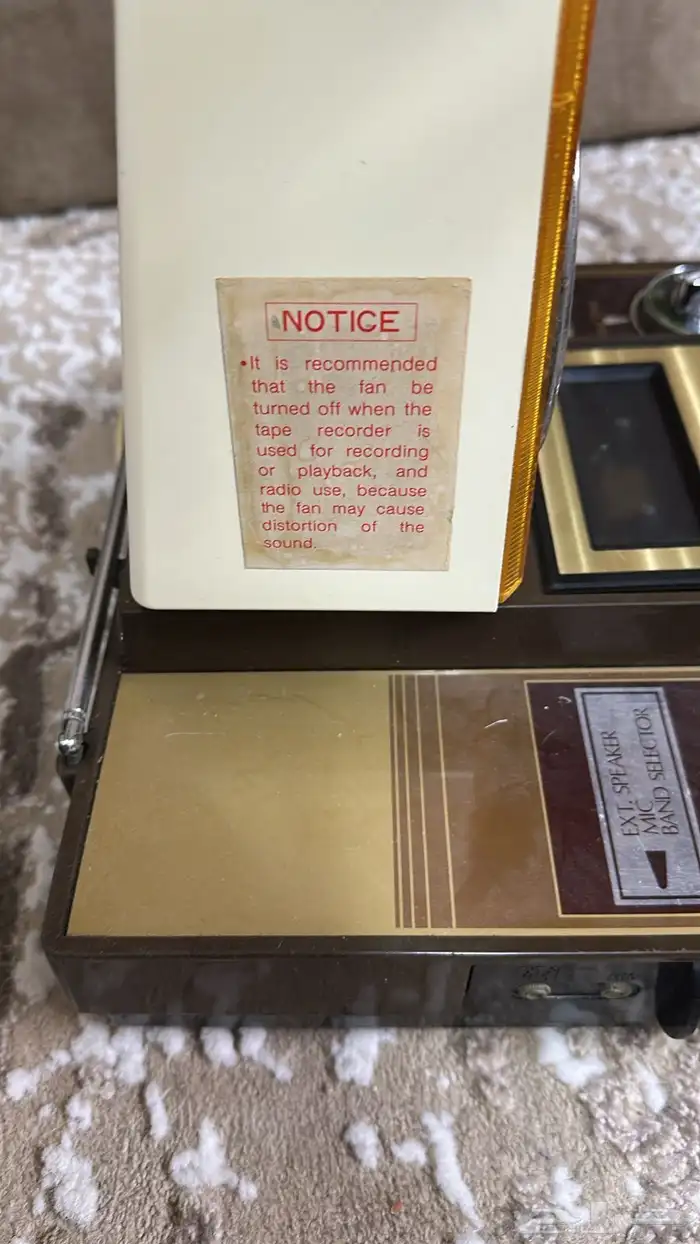 NOTICE
•It is recommended
that the fan be
turned off when the
tape recorder is
used for recording
or playback, and
radio use, because
the fan may cause
distortion of the
sound.
EXT. SPEAKER
MIC
BAND SELECTOR